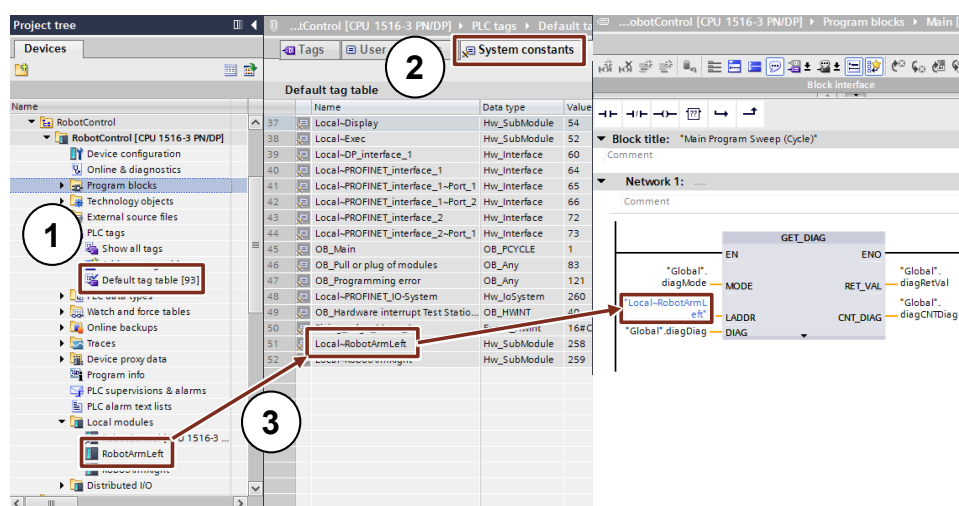 Project tree
Devices
Name
RobotControl
RobotControl [CPU 1516-3 PN/DP]
Device configuration
Online & diagnostics
Program blocks
Technology objects
External source files
PLC tags
Show all tags
Default tag table [93]
Watch and force tables
Online backups
Traces
Device proxy data
Program info
PLC supervisions & alarms
PLC alarm text lists
Local modules
RobotArmLeft
Distributed I/O
1
2
3
...tControl [CPU 1516-3 PN/DP] ▸ PLC tags ▸ Default ta
Tags
User
System constants
Default tag table
Name Data type Value
37 Local~Display Hw_SubModule 54
38 Local~Exec Hw_SubModule 52
39 Local~DP_interface_1 Hw_Interface 60
40 Local~PROFINET_interface_1 Hw_Interface 64
41 Local~PROFINET_interface_1~Port_1 Hw_Interface 65
42 Local~PROFINET_interface_1~Port_2 Hw_Interface 66
43 Local~PROFINET_interface_2 Hw_Interface 72
44 Local~PROFINET_interface_2~Port_1 Hw_Interface 73
45 OB_Main OB_PCYCLE 1
46 OB_Pull or plug of modules OB_Any 83
47 OB_Programming error OB_Any 121
48 Local~PROFINET_IO-System Hw_IoSystem 260
49 OB_Hardware interrupt Test Statio... OB_HWINT 40
50 16#C
51 Local~RobotArmLeft Hw_SubModule 258
52 Hw_SubModule 259
...obotControl [CPU 1516-3 PN/DP] ▸ Program blocks ▸ Main [
Block interface
Block title: "Main Program Sweep (Cycle)"
Comment
Network 1: .....
Comment
GET_DIAG
EN ENO
"Global".
diagMode MODE
RET_VAL
"Global".
diagRetVal
"Local~RobotArmL
eft" LADDR
CNT_DIAG
"Global".
diagCNTDiag
"Global".diagDiag DIAG